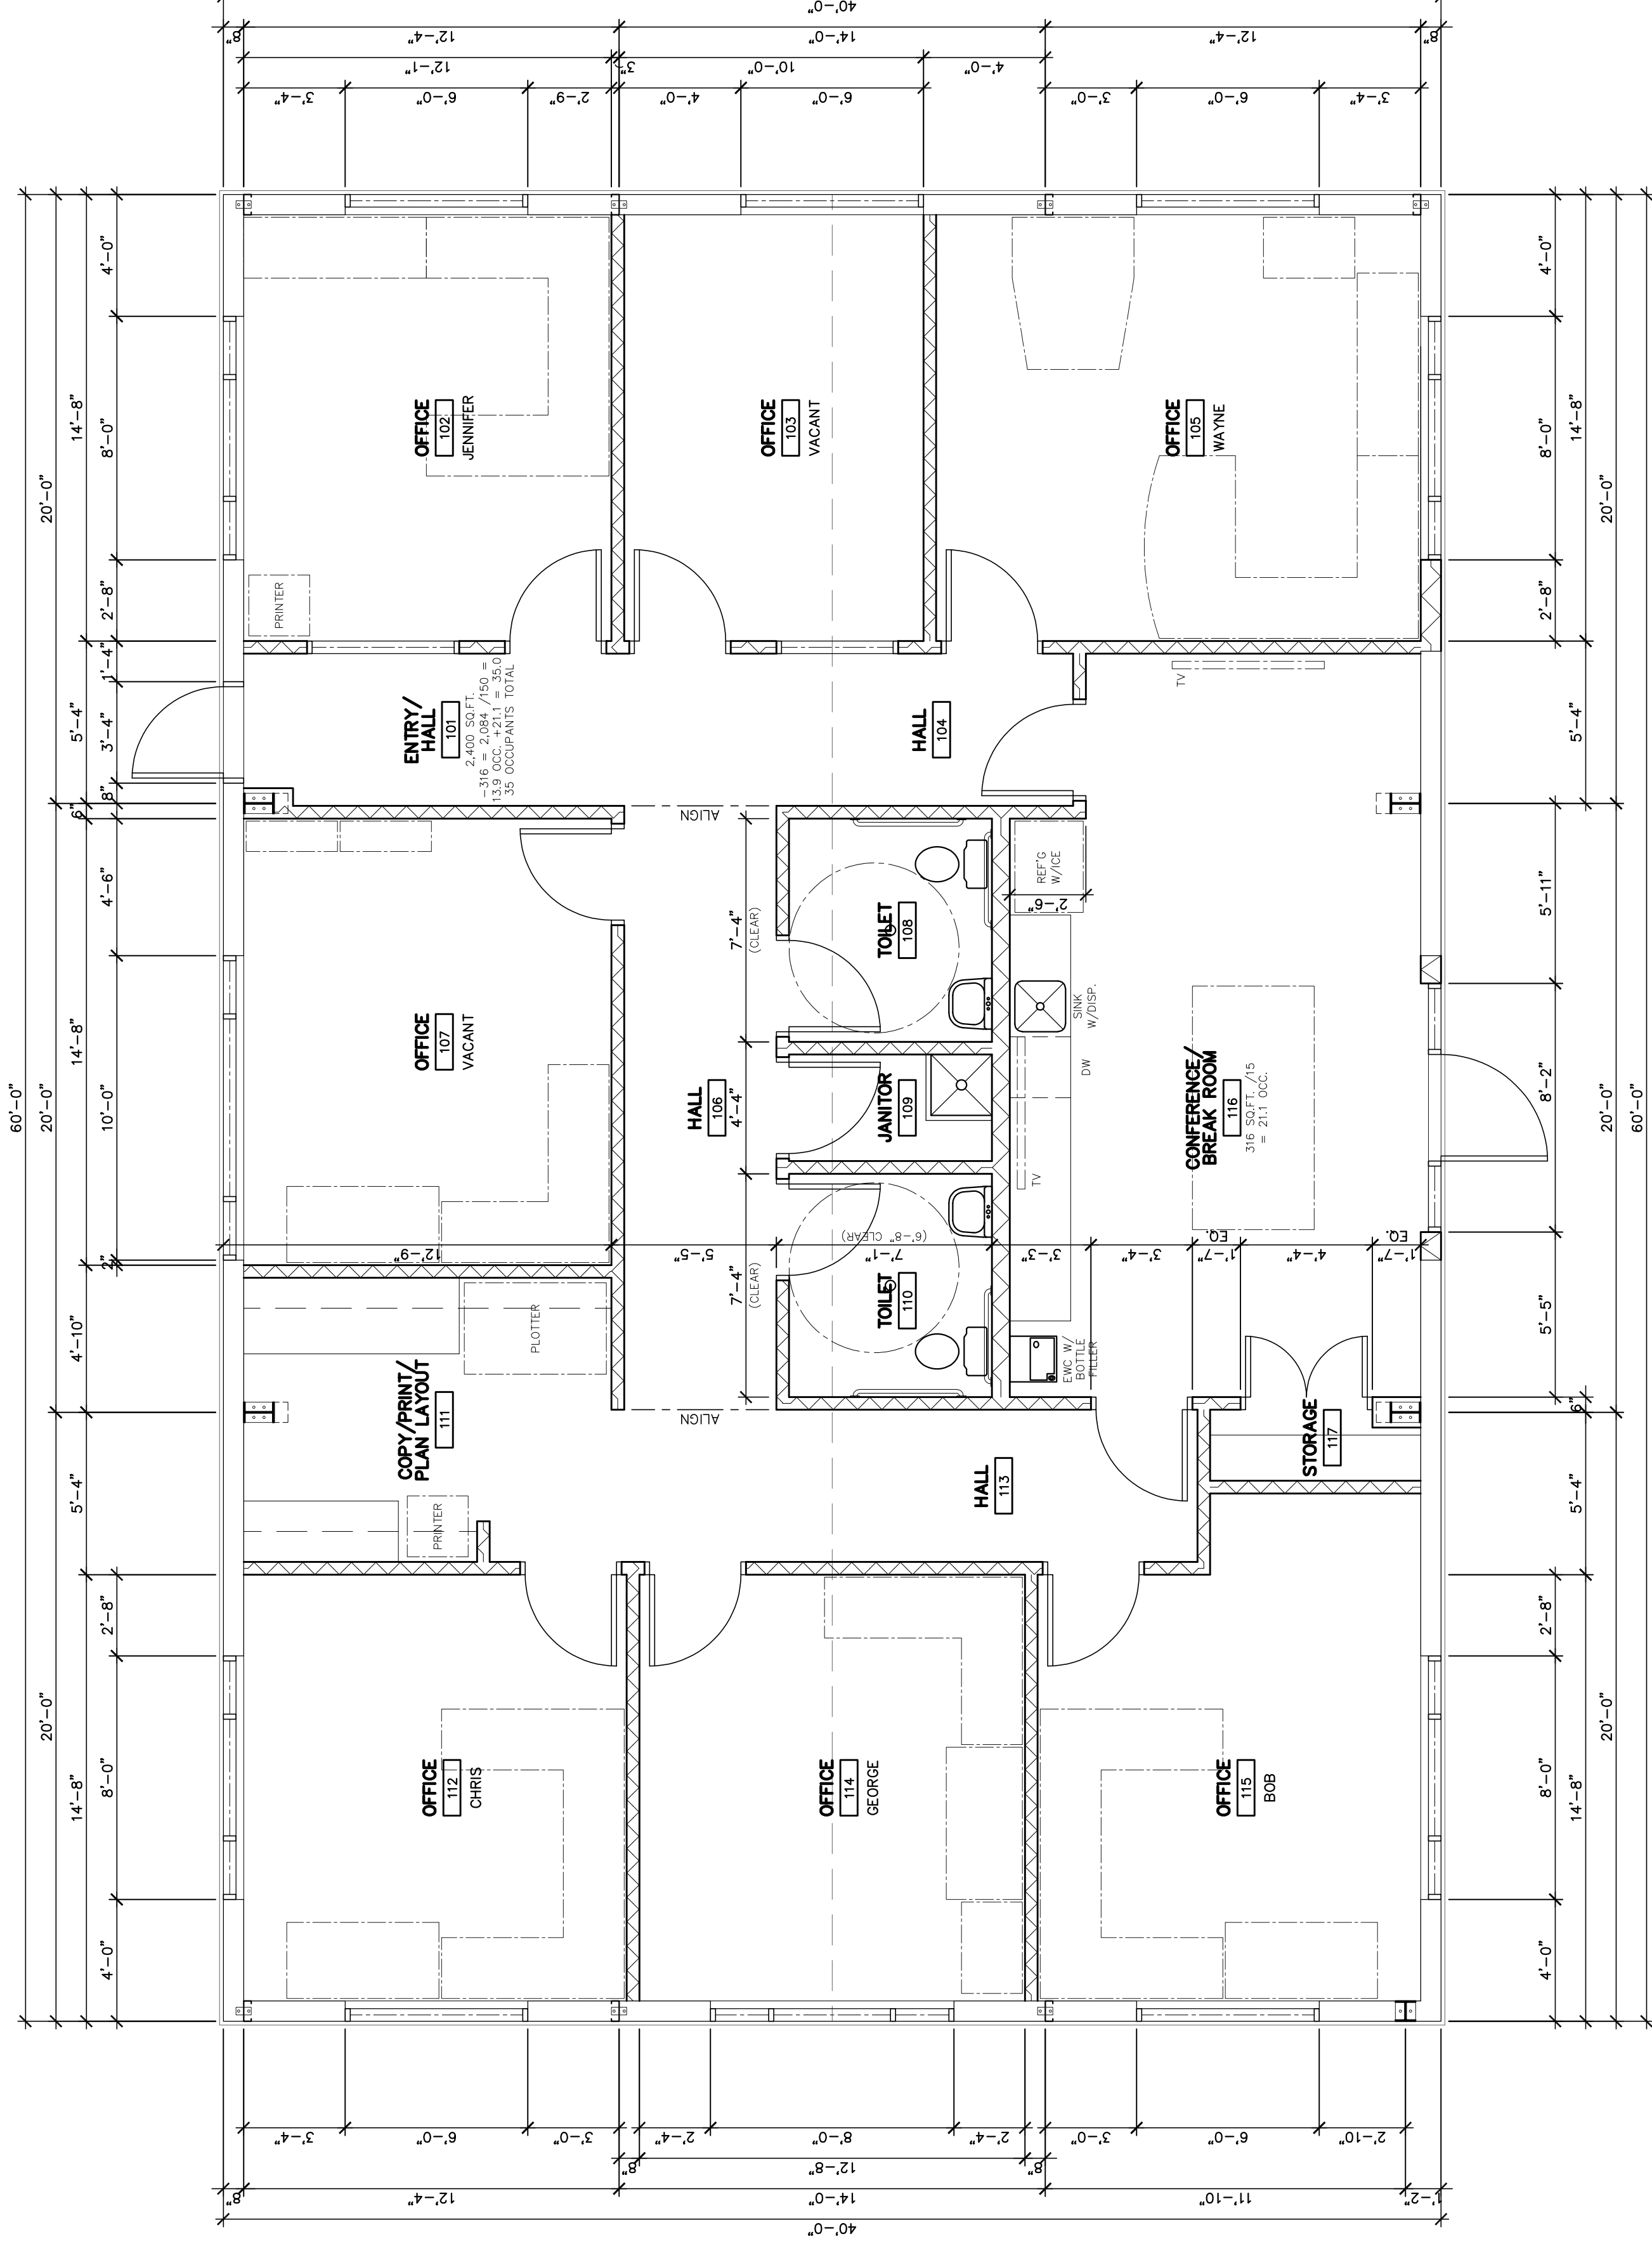 60'-0"
20'-0"
20'-0"
20'-0"
14'-8"
4'-10"
5'-4"
14'-8"
5'-4"
14'-8"
4'-0"
8'-0"
2'-8"
2"
10'-0"
4'-6"
6"
8"
3'-4"
1'-4"
2'-8"
8'-0"
4'-0"
40'-0"
8"
12'-4"
14'-0"
12'-4"
8"
12'-1"
3"
10'-0"
4'-0"
3'-4"
6'-0"
2'-9"
4'-0"
6'-0"
3'-0"
6'-0"
3'-4"
OFFICE
102
JENNIFER
PRINTER
OFFICE
103
VACANT
OFFICE
105
WAYNE
ENTRY/
HALL
101
2,400 SQ.FT.
-316 = 2,084 /150 =
13.9 OCC. +21.1 = 35.0
35 OCCUPANTS TOTAL
HALL
104
TV
ALIGN
OFFICE
107
VACANT
HALL
106
7'-4"
(CLEAR)
4'-4"
7'-4"
(CLEAR)
TOILET
108
JANITOR
109
TOILET
110
REF'G
W/ICE
2'-6"
SINK
W/DISP.
DW
TV
EWC W/
BOTTLE
FILLER
CONFERENCE/
BREAK ROOM
116
316 SQ.FT. /15
= 21.1 OCC.
12'-9"
5'-5"
7'-1"
(6'-8" CLEAR)
3'-3"
3'-4"
1'-7"
EQ.
4'-4"
1'-7"
EQ.
PLOTTER
COPY/PRINT/
PLAN LAYOUT
111
PRINTER
ALIGN
HALL
113
STORAGE
117
OFFICE
112
CHRIS
OFFICE
114
GEORGE
OFFICE
115
BOB
4'-0"
8'-0"
2'-8"
5'-4"
6"
5'-5"
8'-2"
5'-11"
5'-4"
2'-8"
8'-0"
4'-0"
14'-8"
14'-8"
20'-0"
20'-0"
20'-0"
60'-0"
3'-4"
6'-0"
3'-0"
2'-4"
8'-0"
2'-4"
3'-0"
6'-0"
2'-10"
8"
12'-8"
8"
8"
12'-4"
14'-0"
11'-10"
1'-2"
40'-0"